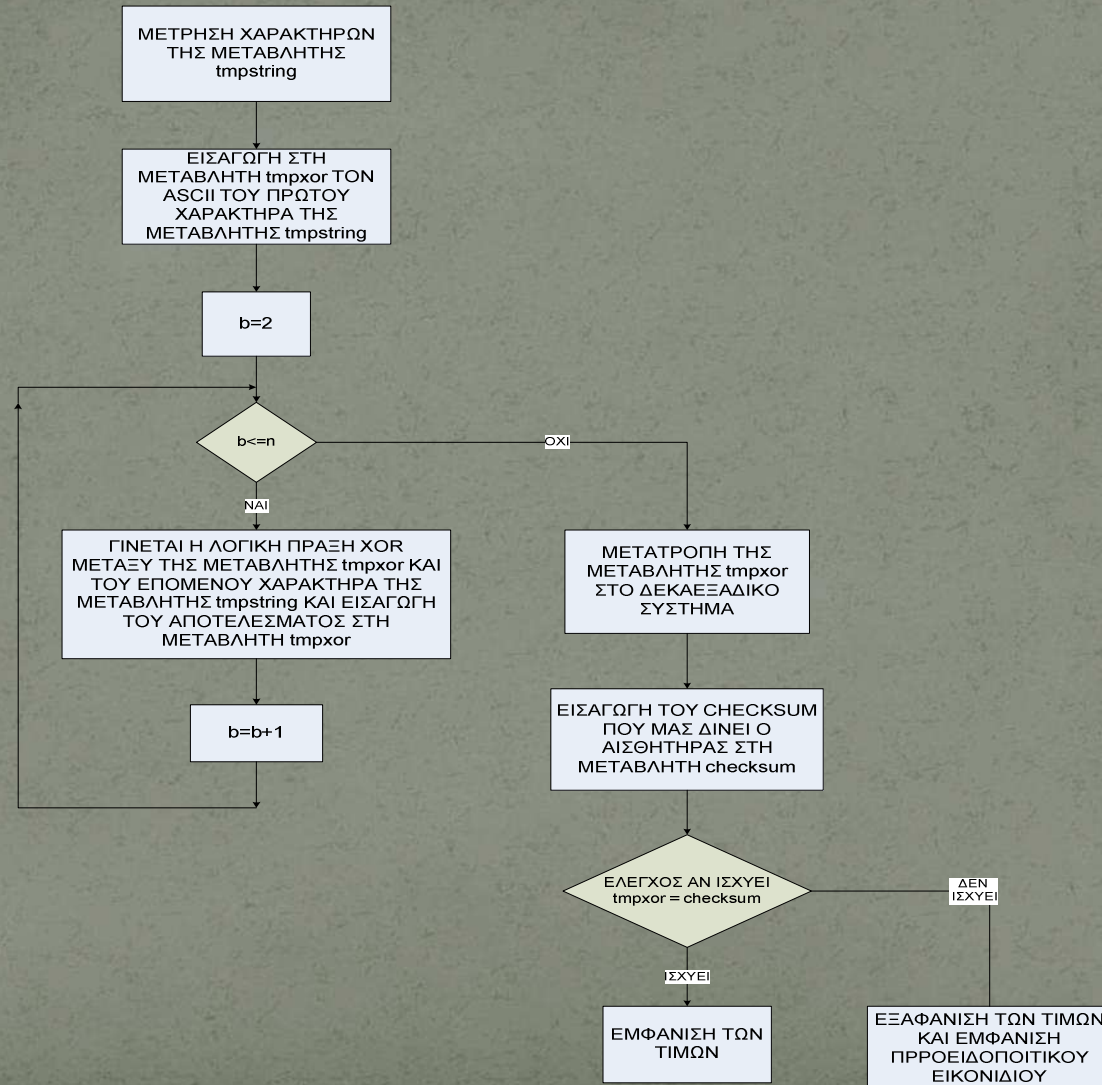 ΜΕΤΡΗΣΗ ΧΑΡΑΚΤΗΡΩΝ
ΤΗΣ ΜΕΤΑΒΛΗΤΗΣ
tmpstring
ΕΙΣΑΓΩΓΗ ΣΤΗ
ΜΕΤΑΒΛΗΤΗ tmpxor ΤΟΝ
ASCII ΤΟΥ ΠΡΩΤΟΥ
ΧΑΡΑΚΤΗΡΑ ΤΗΣ
ΜΕΤΑΒΛΗΤΗΣ tmpstring
b=2
b<=n
ΟΧΙ
ΝΑΙ
ΓΙΝΕΤΑΙ Η ΛΟΓΙΚΗ ΠΡΑΞΗ XOR
ΜΕΤΑΞΥ ΤΗΣ ΜΕΤΑΒΛΗΤΗΣ tmpxor ΚΑΙ
ΤΟΥ ΕΠΟΜΕΝΟΥ ΧΑΡΑΚΤΗΡΑ ΤΗΣ
ΜΕΤΑΒΛΗΤΗΣ tmpstring ΚΑΙ ΕΙΣΑΓΩΓΗ
ΤΟΥ ΑΠΟΤΕΛΕΣΜΑΤΟΣ ΣΤΗ
ΜΕΤΑΒΛΗΤΗ tmpxor
b=b+1
ΜΕΤΑΤΡΟΠΗ ΤΗΣ
ΜΕΤΑΒΛΗΤΗΣ tmpxor
ΣΤΟ ΔΕΚΑΕΞΑΔΙΚΟ
ΣΥΣΤΗΜΑ
ΕΙΣΑΓΩΓΗ ΤΟΥ CHECKSUM
ΠΟΥ ΜΑΣ ΔΙΝΕΙ Ο
ΑΙΣΘΗΤΗΡΑΣ ΣΤΗ
ΜΕΤΑΒΛΗΤΗ checksum
ΕΛΕΓΧΟΣ ΑΝ ΙΣΧΥΕΙ
tmpxor = checksum
ΔΕΝ
ΙΣΧΥΕΙ
ΙΣΧΥΕΙ
ΕΜΦΑΝΙΣΗ ΤΩΝ
ΤΙΜΩΝ
ΕΞΑΦΑΝΙΣΗ ΤΩΝ ΤΙΜΩΝ
ΚΑΙ ΕΜΦΑΝΙΣΗ
ΠΡΡΟΕΙΔΟΠΟΙΤΙΚΟΥ
ΕΙΚΟΝΙΔΙΟΥ